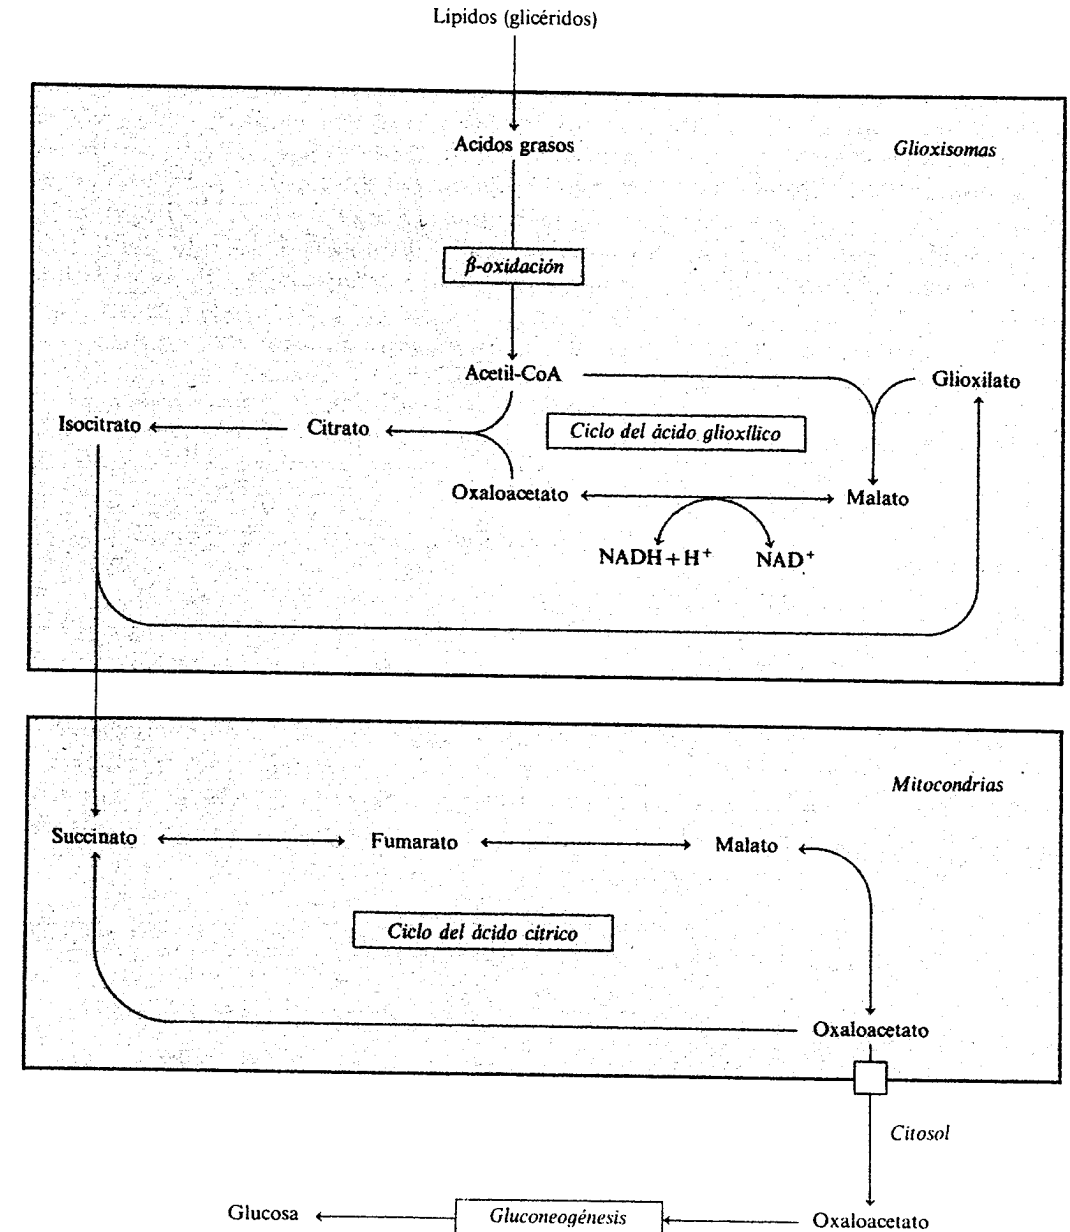 Lípidos (glicéridos)
Acidos grasos
Glioxisomas
β-oxidación
Acetil-CoA
Glioxilato
Isocitrato
Citrato
Ciclo del ácido glioxílico
Oxaloacetato
Malato
NADH + H⁺
NAD⁺
Mitocondrias
Succinato
Fumarato
Malato
Ciclo del ácido cítrico
Oxaloacetato
Citosol
Glucosa
Gluconeogénesis
Oxaloacetato